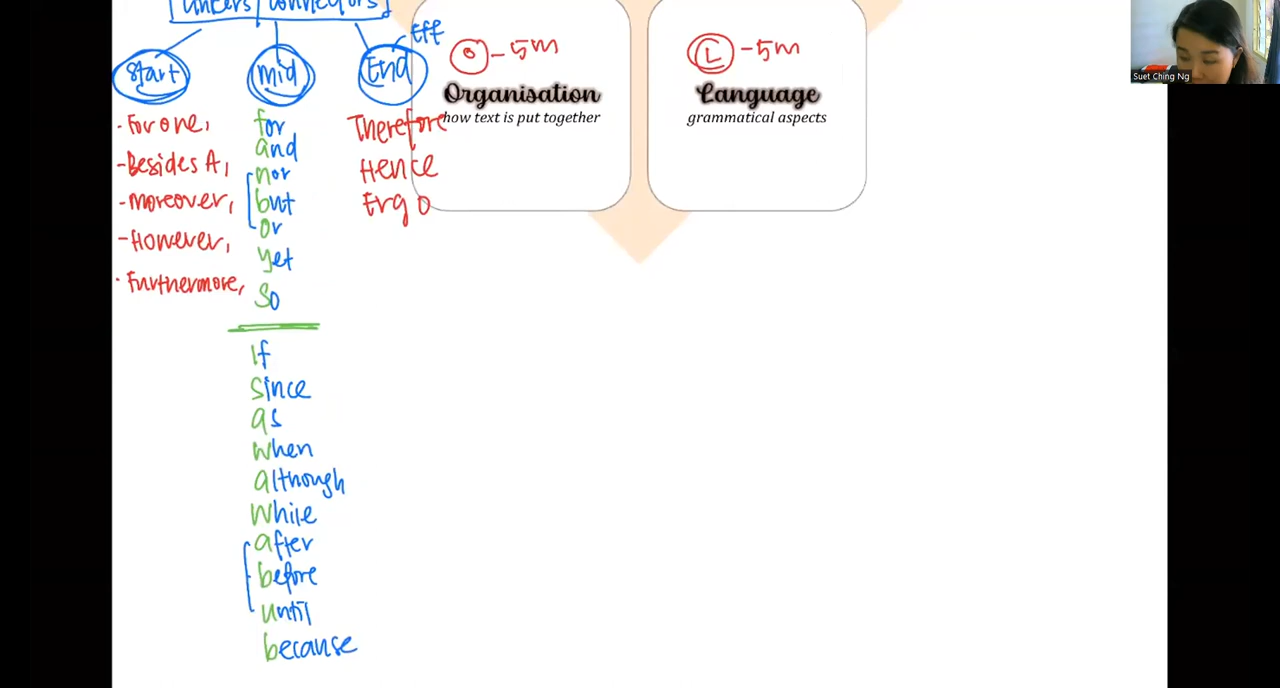 linkers / connectors
Start
- For one,
- Besides A,
- Moreover,
- However,
- Furthermore,
mid
for
and
nor
but
or
yet
so
If
Since
as
When
although
While
after
before
until
because
Eff
End
Therefore
Hence
Ergo
O - 5m
Organisation
how text is put together
L - 5m
Language
grammatical aspects
Suet Ching Ng